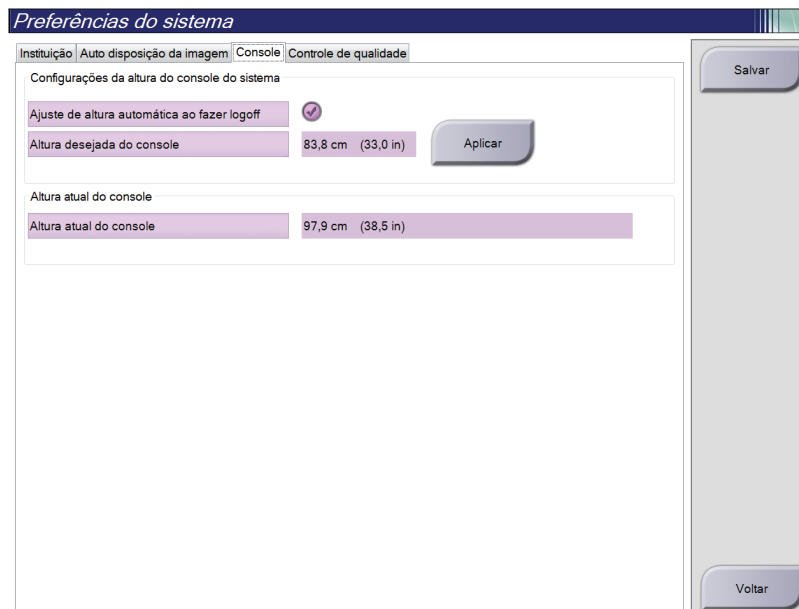 Preferências do sistema
Instituição Auto disposição da imagem Console Controle de qualidade
Configurações da altura do console do sistema
Ajuste de altura automática ao fazer logoff
Altura desejada do console 83,8 cm (33,0 in) Aplicar
Altura atual do console
Altura atual do console 97,9 cm (38,5 in)
Salvar
Voltar